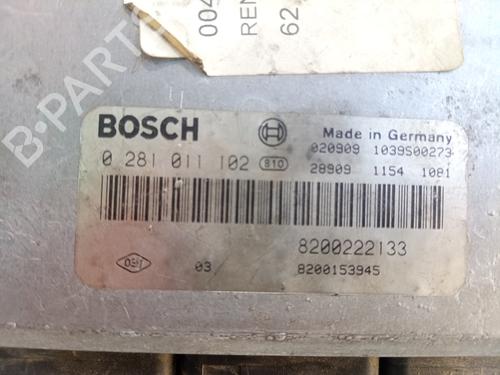 004
REN
62
BOSCH
Made in Germany
0 281 011 102 810
020909 1039S00273
28909 1154 1081
8200222133
03/ 8200153945
B-PARTS